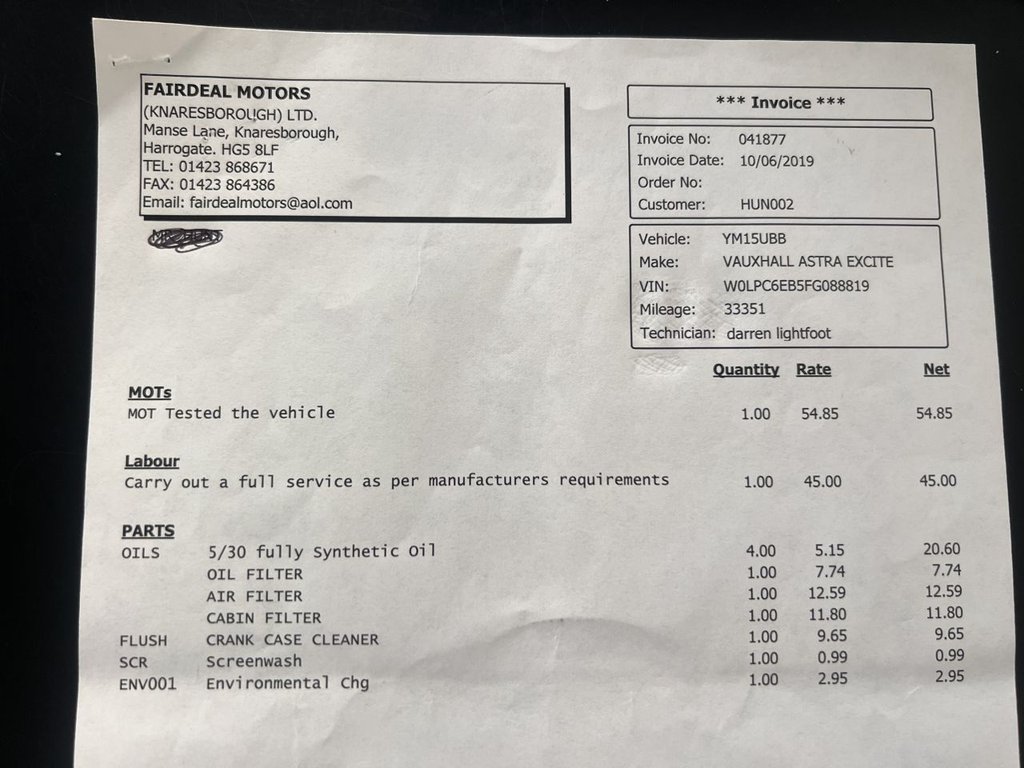 FAIRDEAL MOTORS
(KNARESBOROUGH) LTD.
Manse Lane, Knaresborough,
Harrogate. HG5 8LF
TEL: 01423 868671
FAX: 01423 864386
Email: fairdealmotors@aol.com
*** Invoice ***
Invoice No: 041877
Invoice Date: 10/06/2019
Order No:
Customer: HUN002
Vehicle: YM15UBB
Make: VAUXHALL ASTRA EXCITE
VIN: W0LPC6EB5FG088819
Mileage: 33351
Technician: darren lightfoot
Quantity Rate Net
MOTs
MOT Tested the vehicle 1.00 54.85 54.85
Labour
Carry out a full service as per manufacturers requirements 1.00 45.00 45.00
PARTS
OILS 5/30 fully Synthetic Oil 4.00 5.15 20.60
OIL FILTER 1.00 7.74 7.74
AIR FILTER 1.00 12.59 12.59
CABIN FILTER 1.00 11.80 11.80
FLUSH CRANK CASE CLEANER 1.00 9.65 9.65
SCR Screenwash 1.00 0.99 0.99
ENV001 Environmental Chg 1.00 2.95 2.95